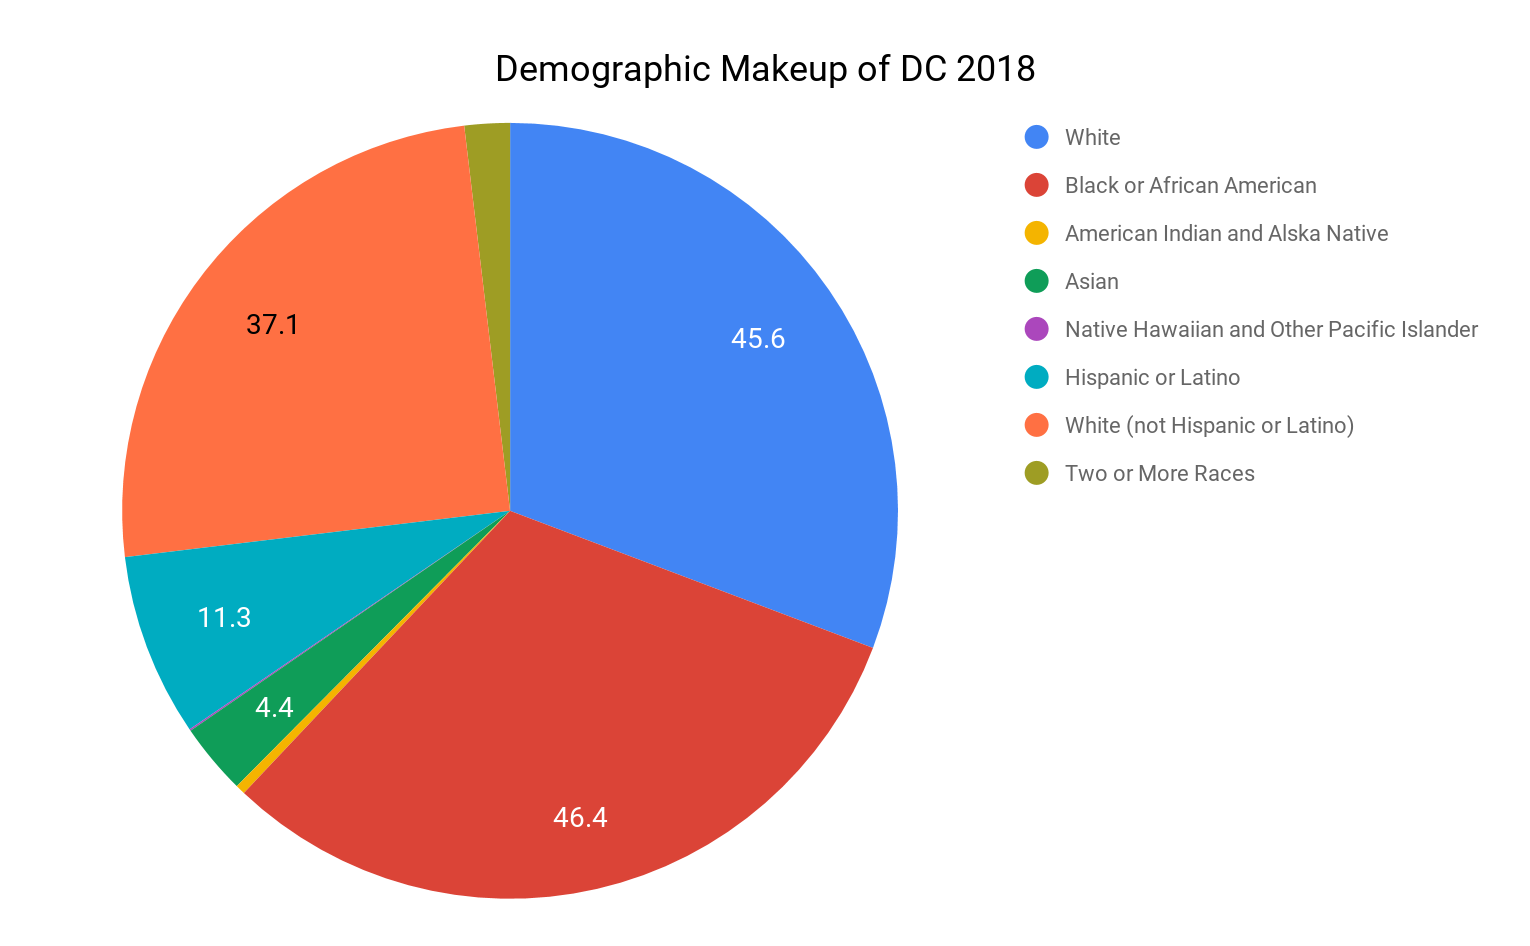 Demographic Makeup of DC 2018
White
Black or African American
American Indian and Alska Native
Asian
Native Hawaiian and Other Pacific Islander
Hispanic or Latino
White (not Hispanic or Latino)
Two or More Races
45.6
46.4
4.4
11.3
37.1